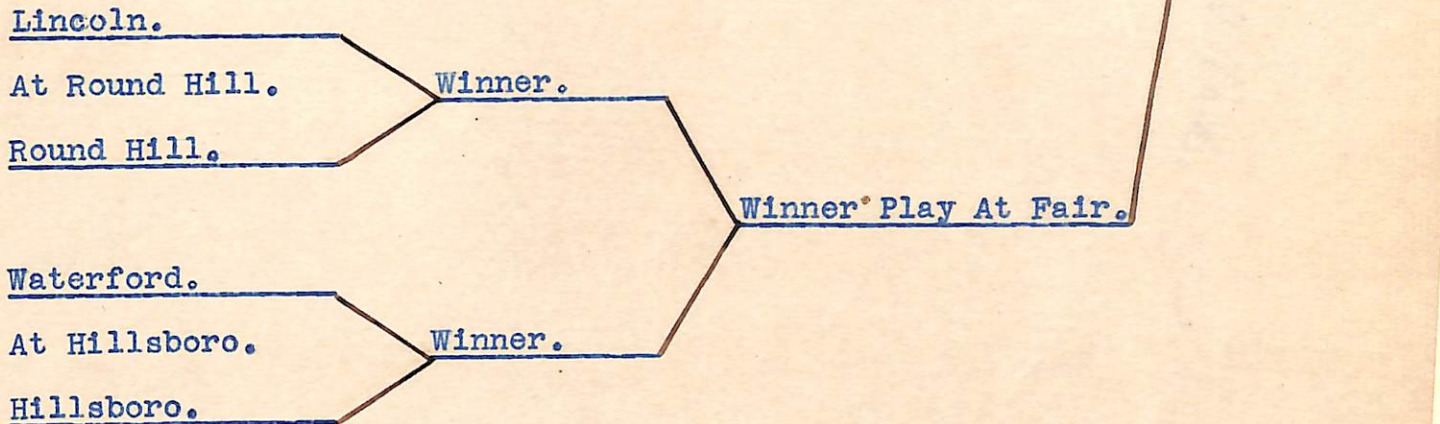 Lincoln.
At Round Hill.
Winner.
Round Hill.
Winner Play At Fair.
Waterford.
At Hillsboro.
Winner.
Hillsboro.